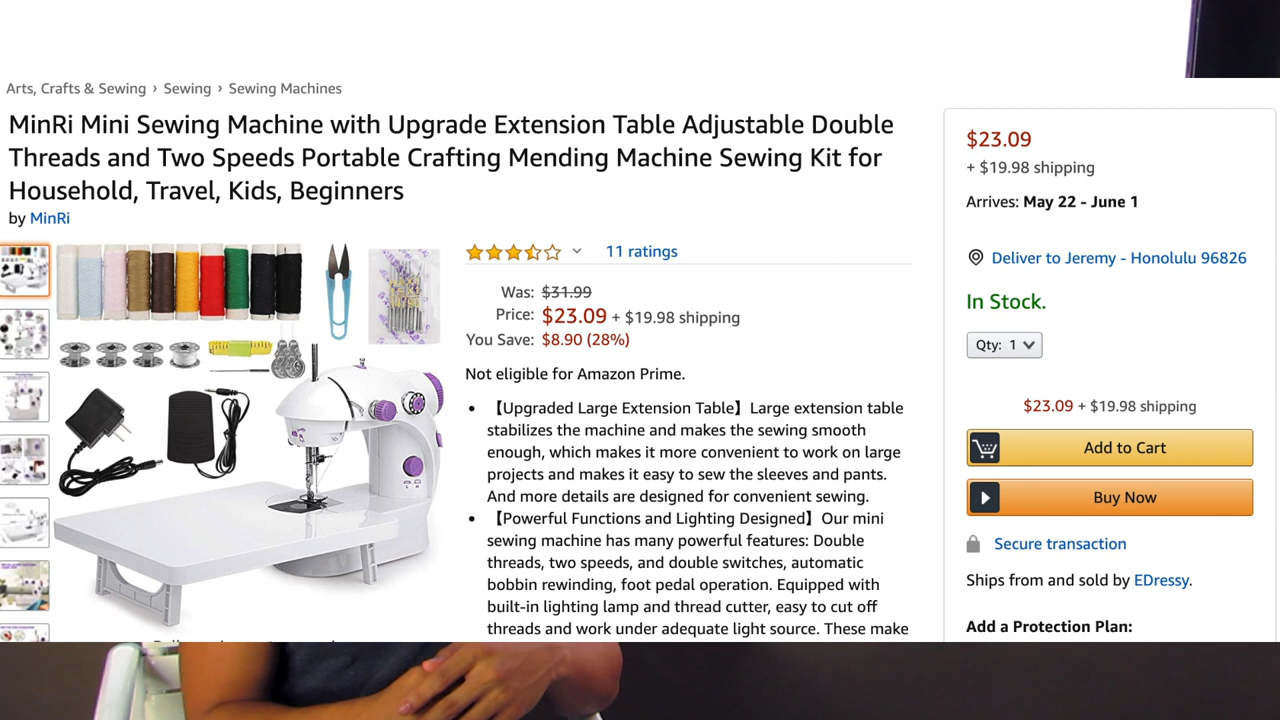 Arts, Crafts & Sewing › Sewing › Sewing Machines
MinRi Mini Sewing Machine with Upgrade Extension Table Adjustable Double
Threads and Two Speeds Portable Crafting Mending Machine Sewing Kit for
Household, Travel, Kids, Beginners
by MinRi
11 ratings
Was: $31.99
Price: $23.09 + $19.98 shipping
You Save: $8.90 (28%)
Not eligible for Amazon Prime.
• 【Upgraded Large Extension Table】Large extension table
stabilizes the machine and makes the sewing smooth
enough, which makes it more convenient to work on large
projects and makes it easy to sew the sleeves and pants.
And more details are designed for convenient sewing.
• 【Powerful Functions and Lighting Designed】Our mini
sewing machine has many powerful features: Double
threads, two speeds, and double switches, automatic
bobbin rewinding, foot pedal operation. Equipped with
built-in lighting lamp and thread cutter, easy to cut off
threads and work under adequate light source. These make
$23.09
+ $19.98 shipping
Arrives: May 22 - June 1
Deliver to Jeremy - Honolulu 96826
In Stock.
Qty: 1
$23.09 + $19.98 shipping
Add to Cart
Buy Now
Secure transaction
Ships from and sold by EDressy.
Add a Protection Plan: